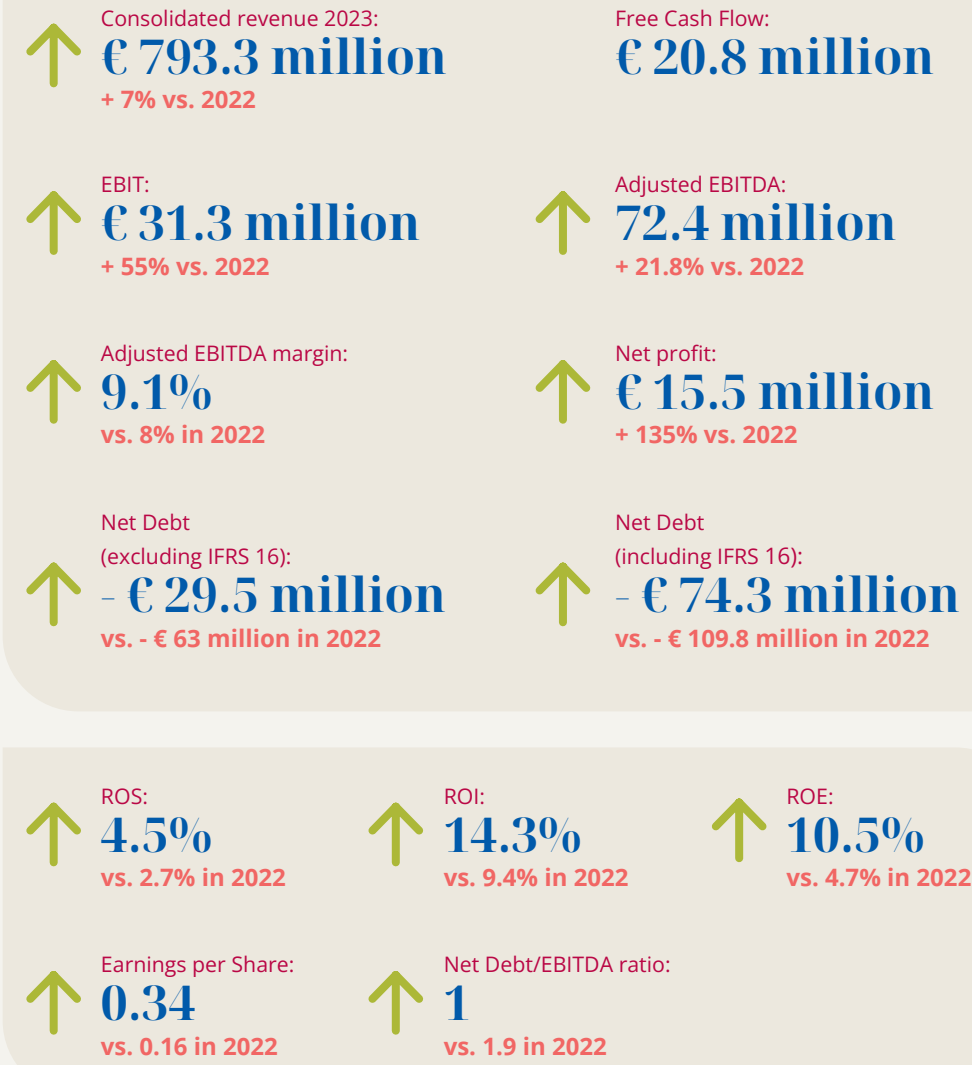 Consolidated revenue 2023:
€ 793.3 million
+ 7% vs. 2022
Free Cash Flow:
€ 20.8 million
EBIT:
€ 31.3 million
+ 55% vs. 2022
Adjusted EBITDA:
72.4 million
+ 21.8% vs. 2022
Adjusted EBITDA margin:
9.1%
vs. 8% in 2022
Net profit:
€ 15.5 million
+ 135% vs. 2022
Net Debt
(excluding IFRS 16):
- € 29.5 million
vs. - € 63 million in 2022
Net Debt
(including IFRS 16):
- € 74.3 million
vs. - € 109.8 million in 2022
ROS:
4.5%
vs. 2.7% in 2022
ROI:
14.3%
vs. 9.4% in 2022
ROE:
10.5%
vs. 4.7% in 2022
Earnings per Share:
0.34
vs. 0.16 in 2022
Net Debt/EBITDA ratio:
1
vs. 1.9 in 2022